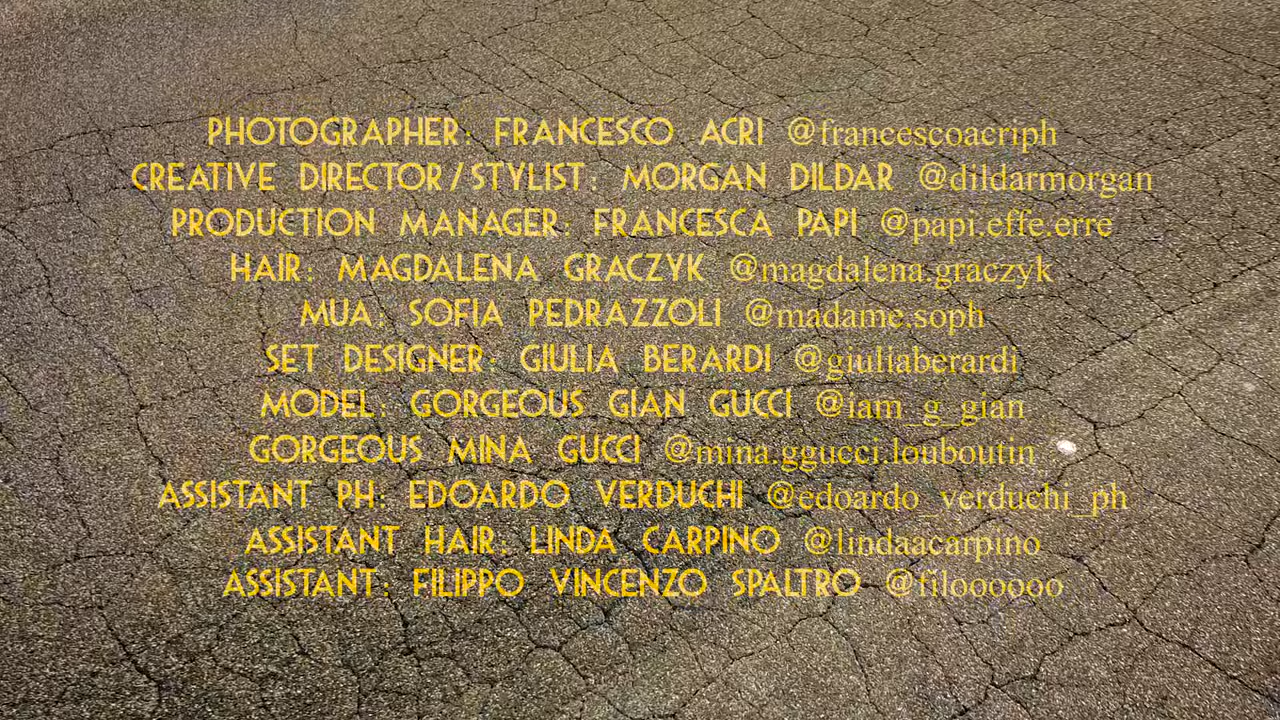 PHOTOGRAPHER: FRANCESCO ACRI @francescoacriph
CREATIVE DIRECTOR/STYLIST: MORGAN DILDAR @dildarmorgan
PRODUCTION MANAGER: FRANCESCA PAPI @papi.effe.erre
HAIR: MAGDALENA GRACZYK @magdalena.graczyk
MUA: SOFIA PEDRAZZOLI @madame.soph
SET DESIGNER: GIULIA BERARDI @giuliaberardi
MODEL: GORGEOUS GIAN GUCCI @iam_g_gian
GORGEOUS MINA GUCCI @mina.ggucci.louboutin
ASSISTANT PH: EDOARDO VERDUCHI @edoardo_verduchi_ph
ASSISTANT HAIR: LINDA CARPINO @lindaacarpino
ASSISTANT: FILIPPO VINCENZO SPALTRO @filoooooo